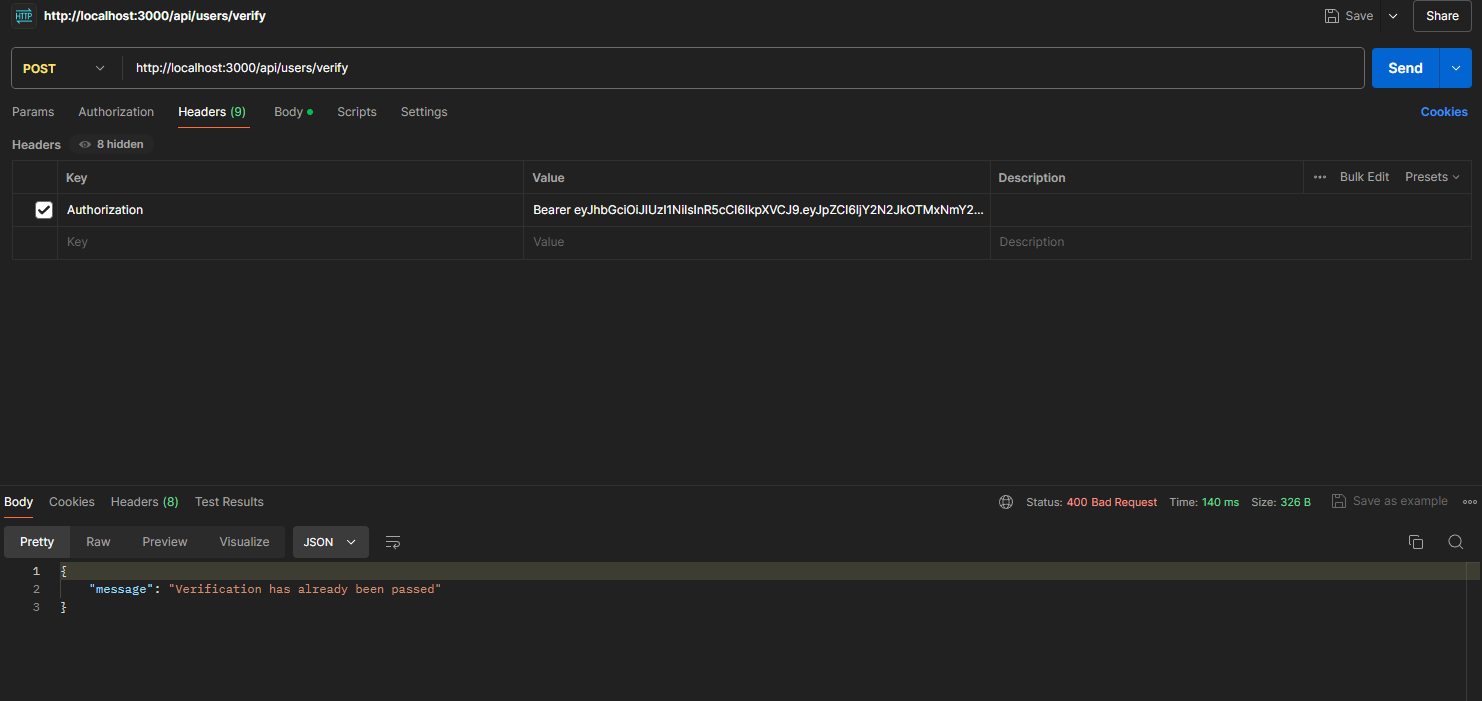 HTTP http://localhost:3000/api/users/verify Save Share
POST http://localhost:3000/api/users/verify Send
Params Authorization Headers (9) Body Scripts Settings Cookies
Headers 8 hidden
Key Value Description Bulk Edit Presets
Authorization Bearer eyJhbGciOiJIUzI1NiIsInR5cCI6IkpXVCJ9.eyJpZCI6IjY2N2JkOTMxNmY2...
Key Value Description
Body Cookies Headers (8) Test Results Status: 400 Bad Request Time: 140 ms Size: 326 B Save as example
Pretty Raw Preview Visualize JSON
1 {
2 "message": "Verification has already been passed"
3 }